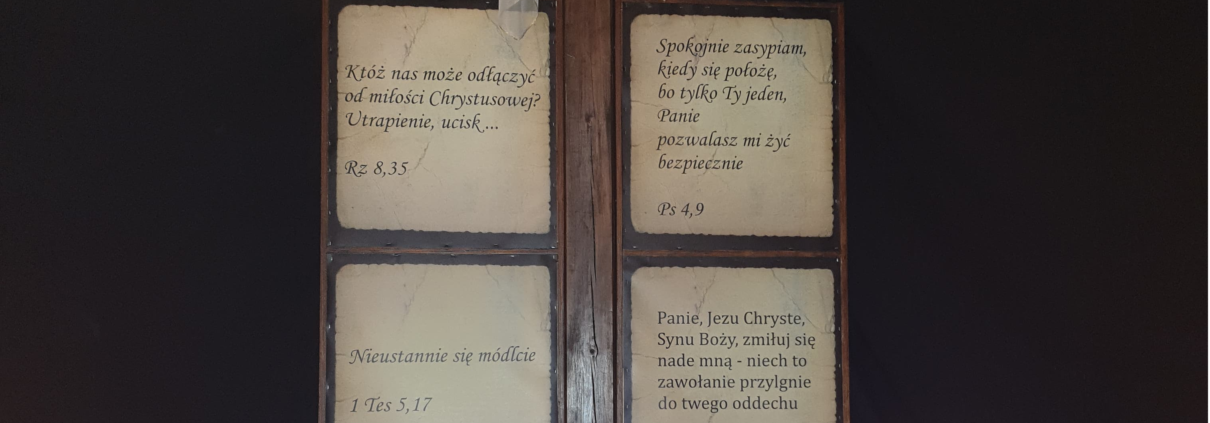 Któż nas może odłączyć
od miłości Chrystusowej?
Utrapienie, ucisk ...
Rz 8,35
Spokojnie zasypiam,
kiedy się położę,
bo tylko Ty jeden,
Panie
pozwalasz mi żyć
bezpiecznie
Ps 4,9
Nieustannie się módlcie
1 Tes 5,17
Panie, Jezu Chryste,
Synu Boży, zmiłuj się
nade mną - niech to
zawołanie przylgnie
do twego oddechu